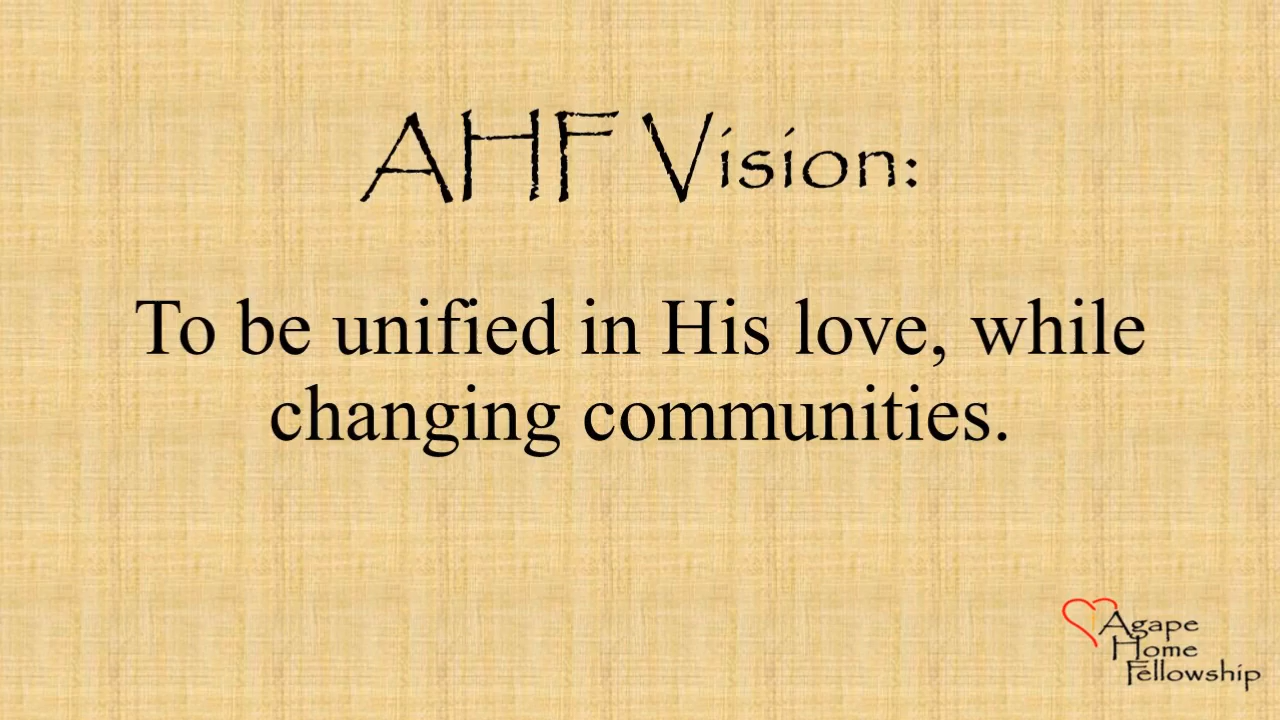 AHF Vision:
To be unified in His love, while
changing communities.
Agape
Home
Fellowship